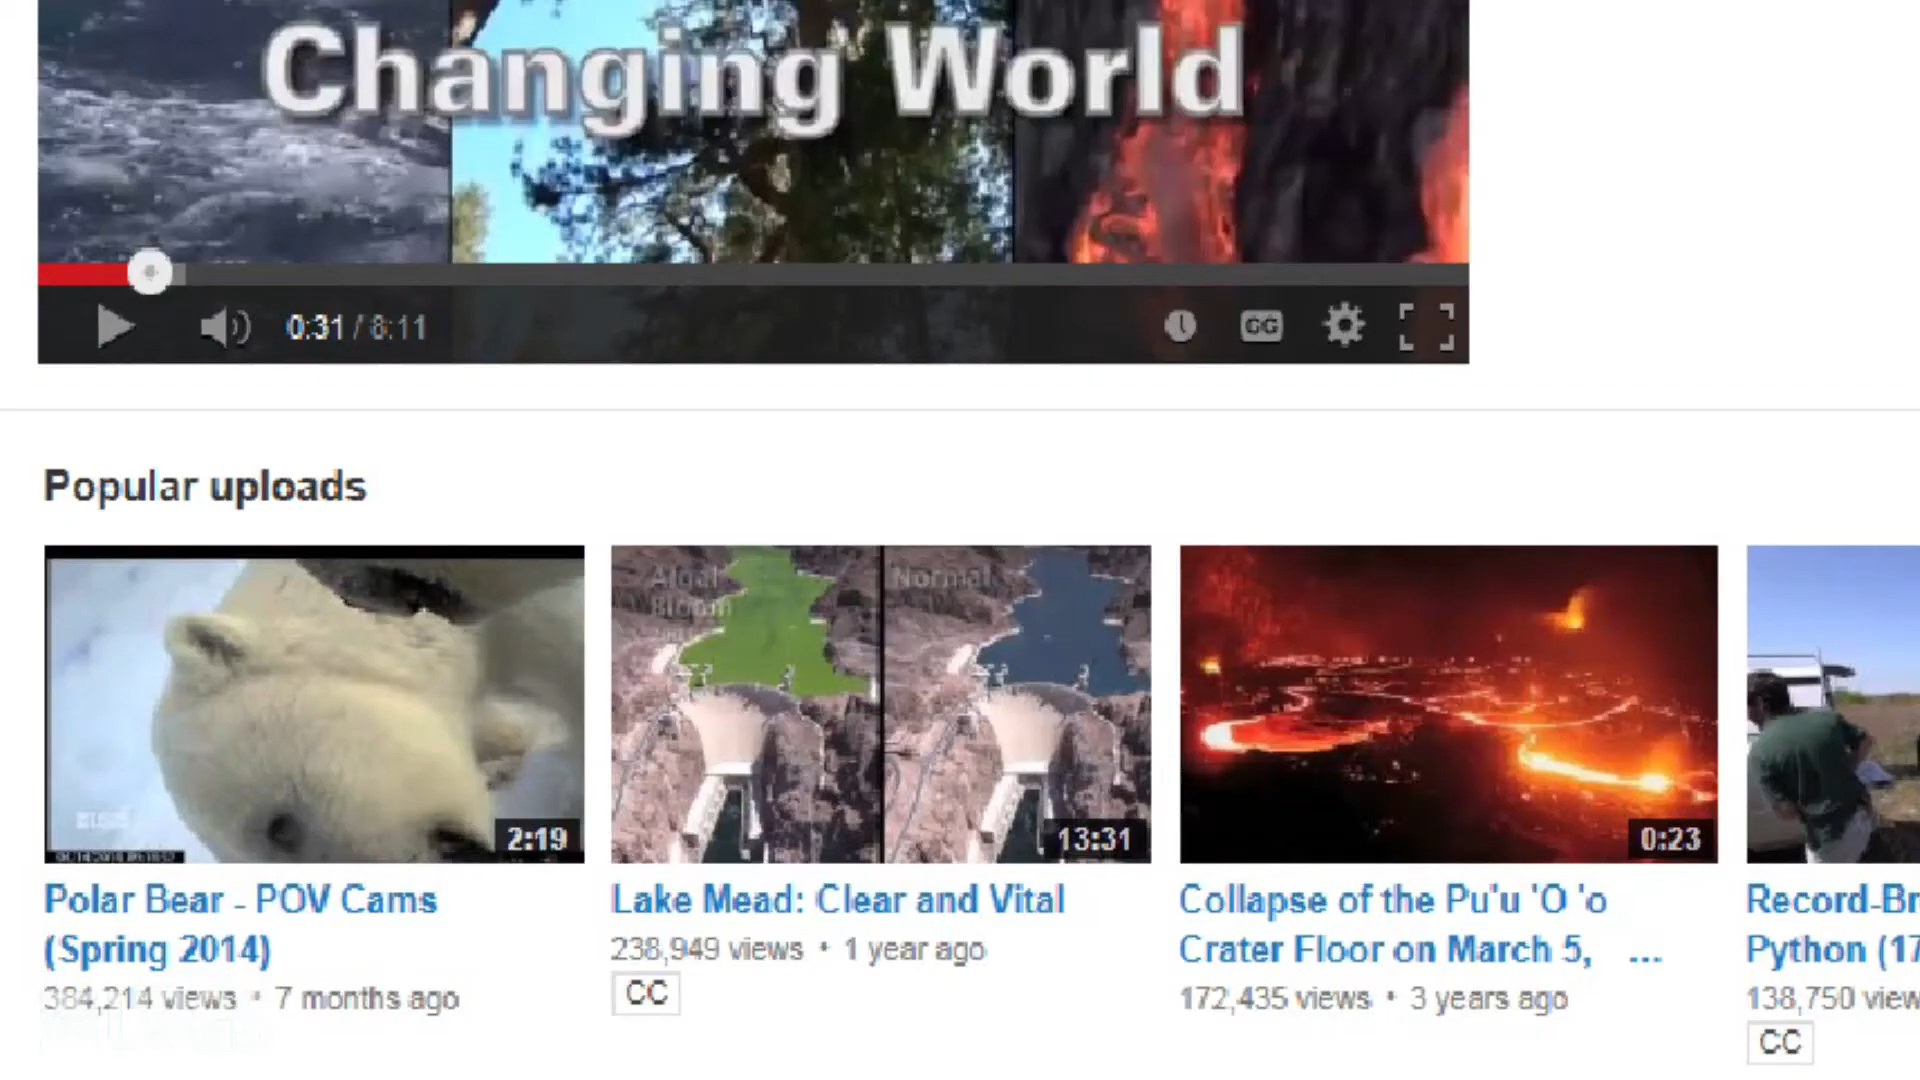 Changing World
0:31 / 8:11
CC
Popular uploads
Algal Normal
Bloom
USGS
2:19 13:31 0:23
Polar Bear - POV Cams
(Spring 2014)
384,214 views • 7 months ago
Lake Mead: Clear and Vital
238,949 views • 1 year ago
CC
Collapse of the Pu'u 'O 'o
Crater Floor on March 5, ...
172,435 views • 3 years ago
Record-Br
Python (17
138,750 view
CC